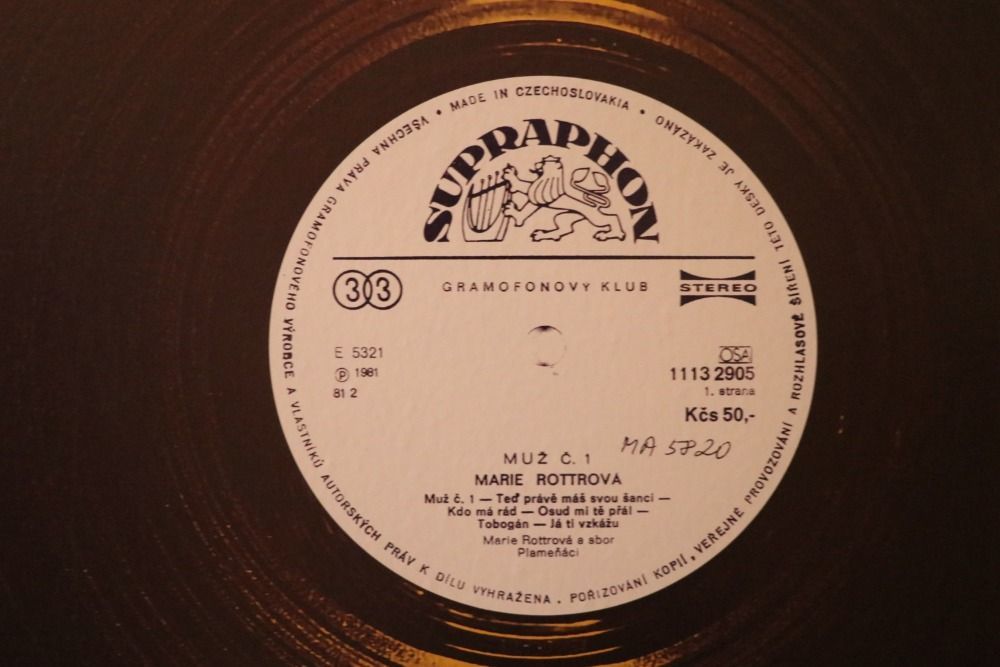 VŠECHNA PRÁVA GRAMOFONOVÉHO VÝROBCE A VLASTNÍKŮ AUTORSKÝCH PRÁV K DÍLU VYHRAŽENA. POŘIZOVÁNÍ KOPIÍ, VEŘEJNÉ PROVOZOVÁNÍ A ROZHLASOVÉ ŠÍŘENÍ TÉTO DESKY JE ZAKÁZÁNO
• MADE IN CZECHOSLOVAKIA •
SUPRAPHON
33
GRAMOFONOVÝ KLUB
STEREO
E 5321
Ⓟ 1981
81 2
OSA
1113 2905
1. strana
Kčs 50,-
MA 5820
MUŽ Č. 1
MARIE ROTTROVÁ
Muž č. 1 — Teď právě máš svou šanci —
Kdo má rád — Osud mi tě přál —
Tobogán — Já ti vzkážu
Marie Rottrová a sbor
Plameňáci